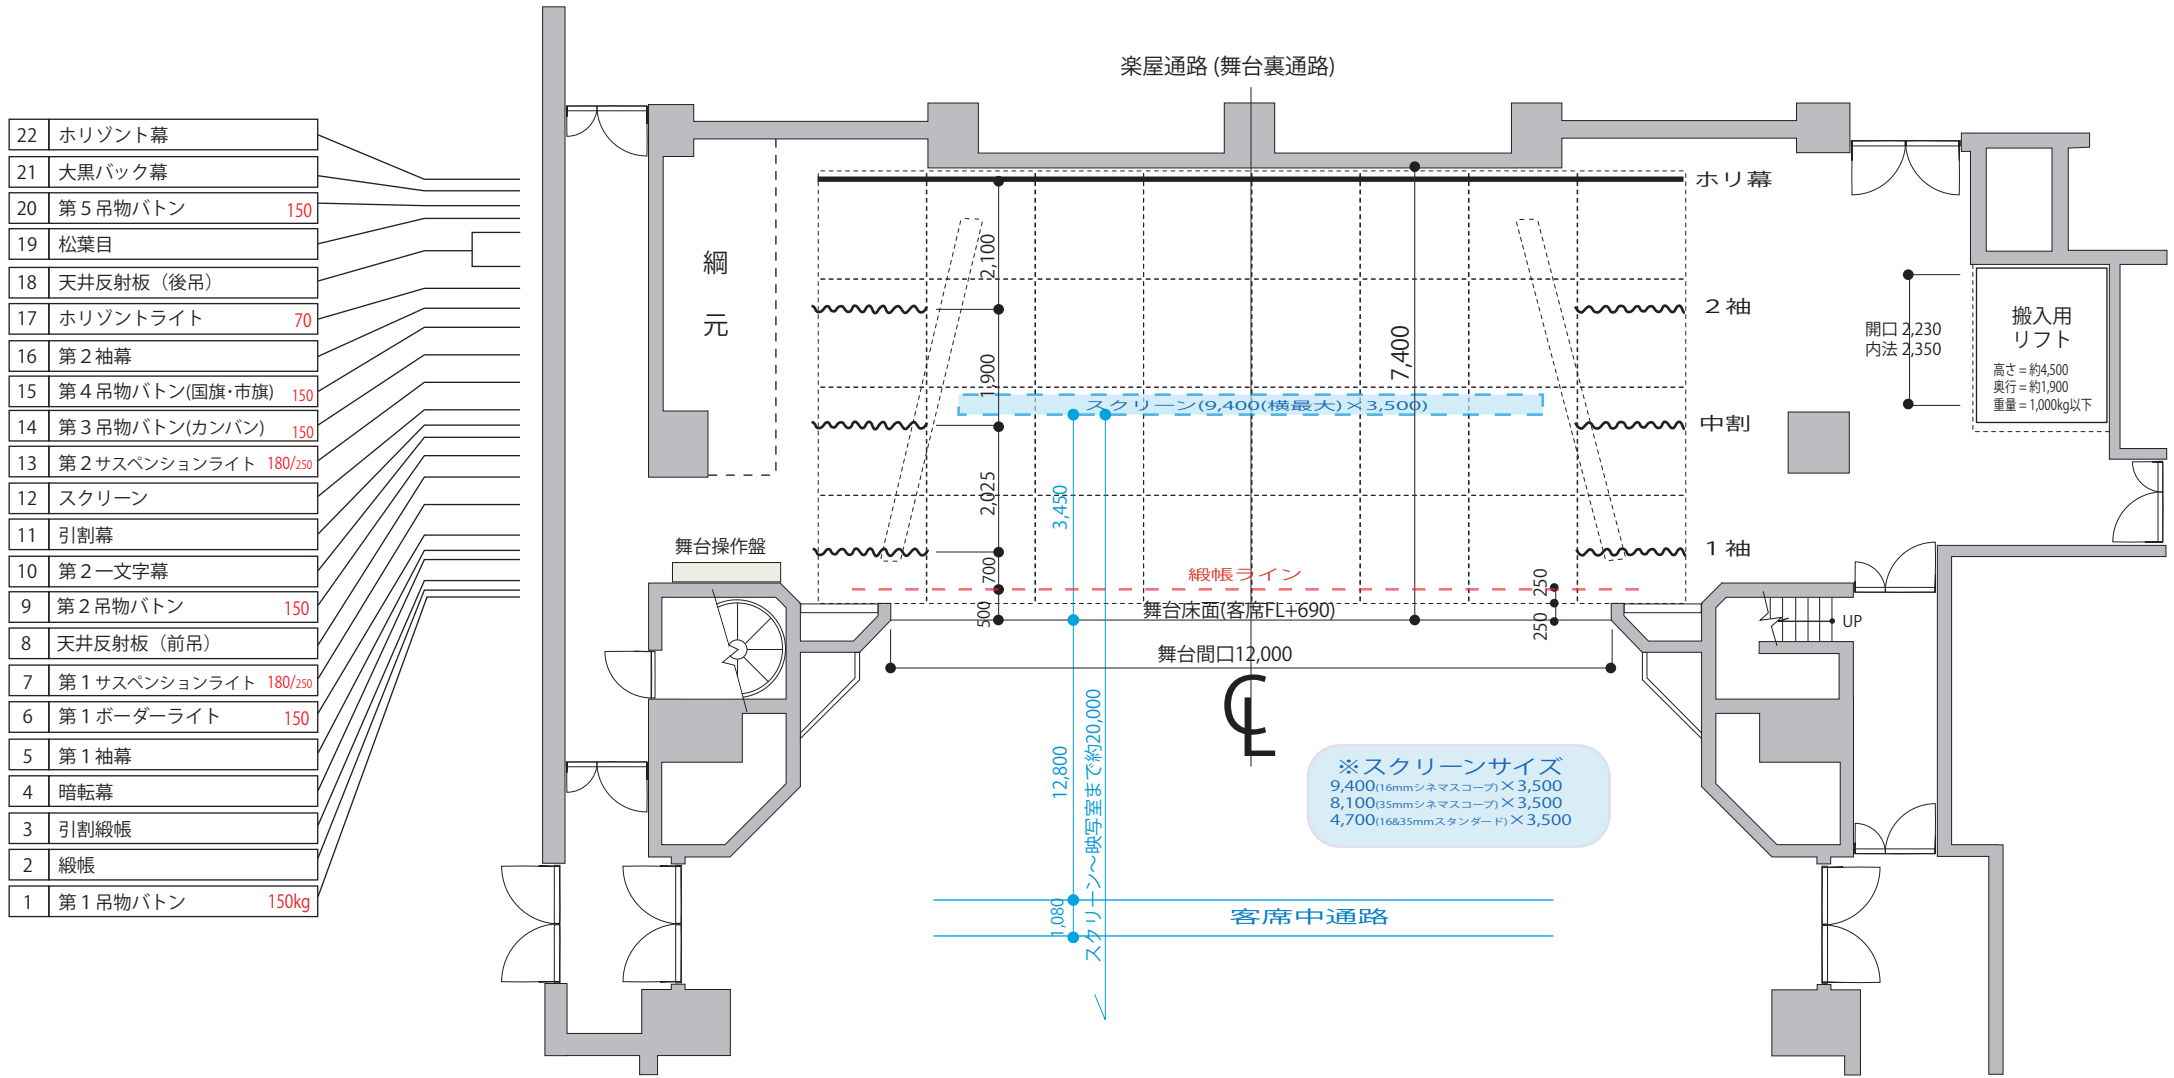 楽屋通路 (舞台裏通路)
22 ホリゾント幕
21 大黒バック幕
20 第5吊物バトン 150
19 松葉目
18 天井反射板（後吊）
17 ホリゾントライト 70
16 第2袖幕
15 第4吊物バトン(国旗・市旗) 150
14 第3吊物バトン(カンバン) 150
13 第2サスペンションライト 180/250
12 スクリーン
11 引割幕
10 第2一文字幕
9 第2吊物バトン 150
8 天井反射板（前吊）
7 第1サスペンションライト 180/250
6 第1ボーダーライト 150
5 第1袖幕
4 暗転幕
3 引割緞帳
2 緞帳
1 第1吊物バトン 150kg
綱
元
舞台操作盤
ホリ幕
2袖
中割
1袖
2,100
1,900
2,025
700
500
7,400
スクリーン(9,400(横最大)×3,500)
3,450
緞帳ライン
250
250
舞台床面(客席FL+690)
舞台間口12,000
CL
12,800
1,080
スクリーン〜映写室まで約20,000
※スクリーンサイズ
9,400(16mmシネマスコープ)×3,500
8,100(35mmシネマスコープ)×3,500
4,700(16&35mmスタンダード)×3,500
客席中通路
開口 2,230
内法 2,350
搬入用
リフト
高さ＝約4,500
奥行＝約1,900
重量＝1,000kg以下
UP